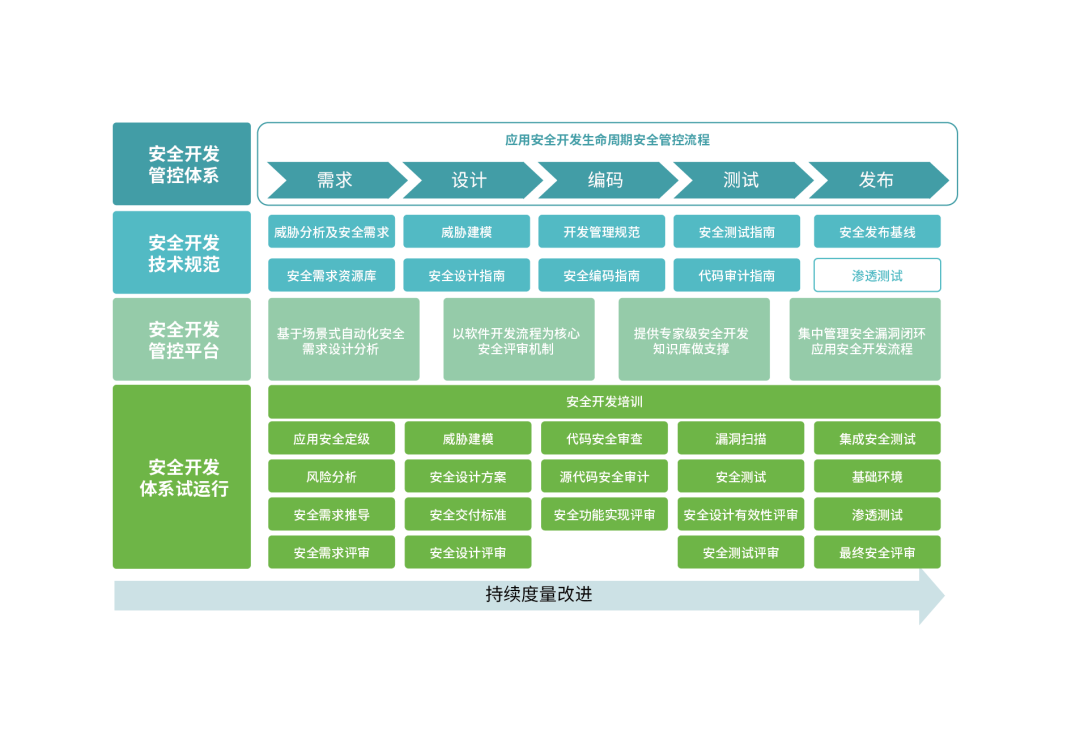 安全开发
管控体系
应用安全开发生命周期安全管控流程
需求
设计
编码
测试
发布
安全开发
技术规范
威胁分析及安全需求
威胁建模
开发管理规范
安全测试指南
安全发布基线
安全需求资源库
安全设计指南
安全编码指南
代码审计指南
渗透测试
安全开发
管控平台
基于场景式自动化安全
需求设计分析
以软件开发流程为核心
安全评审机制
提供专家级安全开发
知识库做支撑
集中管理安全漏洞闭环
应用安全开发流程
安全开发
体系试运行
安全开发培训
应用安全定级
威胁建模
代码安全审查
漏洞扫描
集成安全测试
风险分析
安全设计方案
源代码安全审计
安全测试
基础环境
安全需求推导
安全交付标准
安全功能实现评审
安全设计有效性评审
渗透测试
安全需求评审
安全设计评审
安全测试评审
最终安全评审
持续度量改进